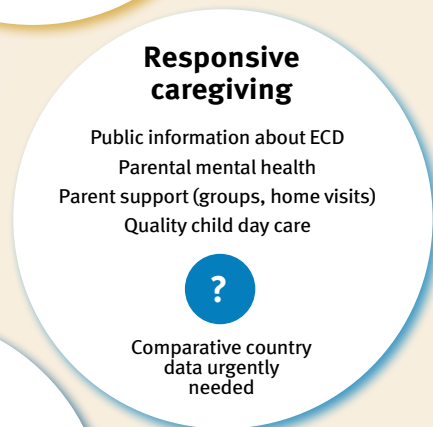 Responsive
caregiving
Public information about ECD
Parental mental health
Parent support (groups, home visits)
Quality child day care
?
Comparative country
data urgently
needed